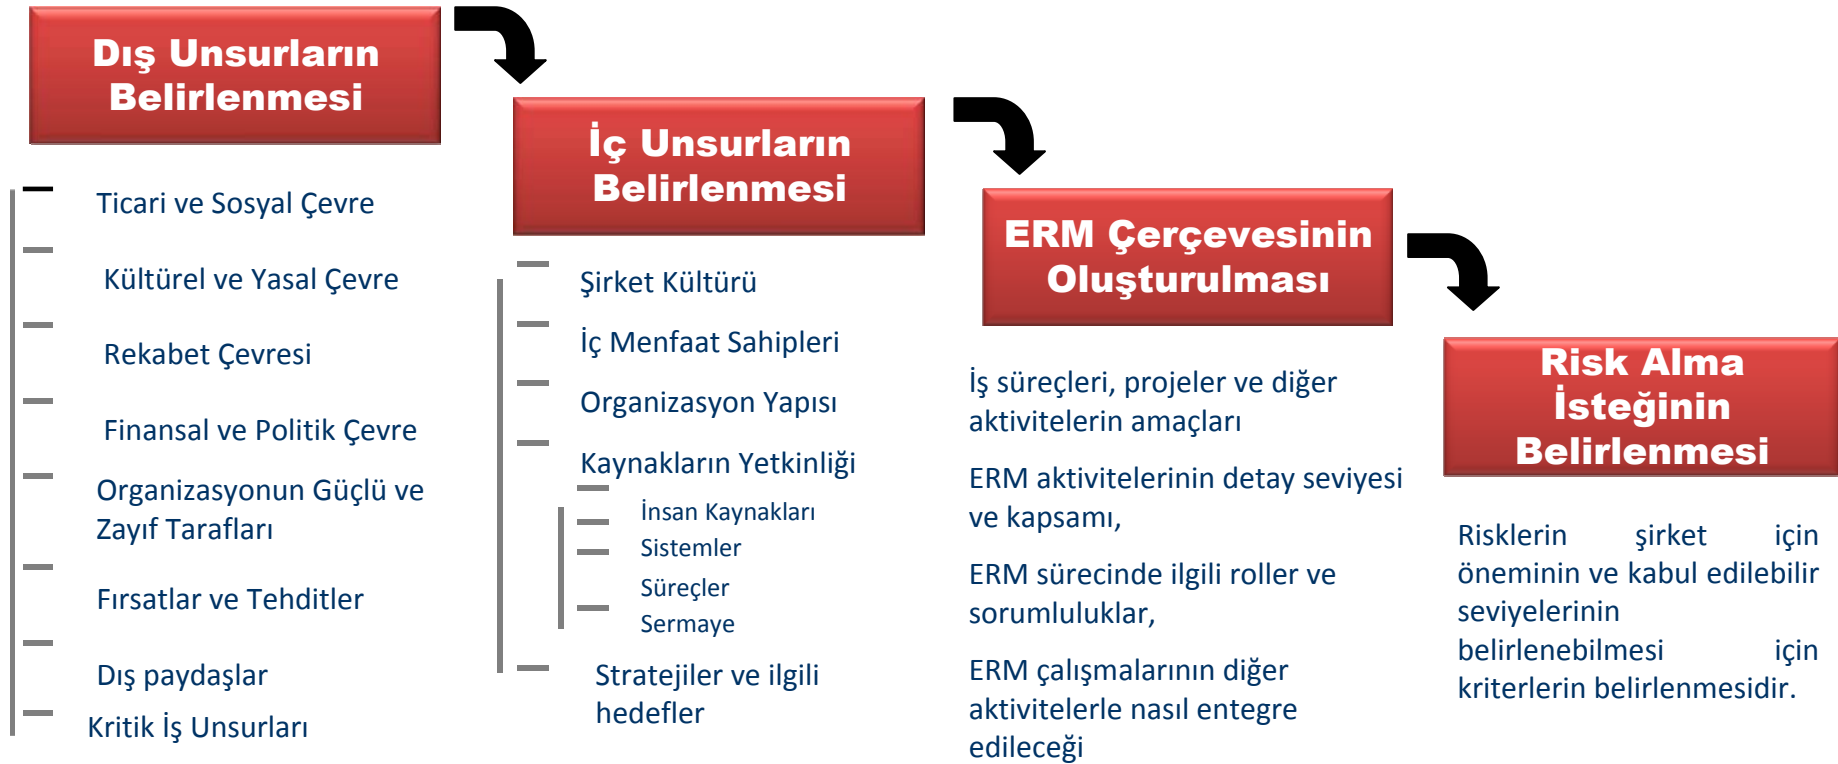 Dış Unsurların
Belirlenmesi
Ticari ve Sosyal Çevre
Kültürel ve Yasal Çevre
Rekabet Çevresi
Finansal ve Politik Çevre
Organizasyonun Güçlü ve
Zayıf Tarafları
Fırsatlar ve Tehditler
Dış paydaşlar
Kritik İş Unsurları
İç Unsurların
Belirlenmesi
Şirket Kültürü
İç Menfaat Sahipleri
Organizasyon Yapısı
Kaynakların Yetkinliği
İnsan Kaynakları
Sistemler
Süreçler
Sermaye
Stratejiler ve ilgili
hedefler
ERM Çerçevesinin
Oluşturulması
İş süreçleri, projeler ve diğer
aktivitelerin amaçları
ERM aktivitelerinin detay seviyesi
ve kapsamı,
ERM sürecinde ilgili roller ve
sorumluluklar,
ERM çalışmalarının diğer
aktivitelerle nasıl entegre
edileceği
Risk Alma
İsteğinin
Belirlenmesi
Risklerin şirket için
öneminin ve kabul edilebilir
seviyelerinin
belirlenebilmesi için
kriterlerin belirlenmesidir.